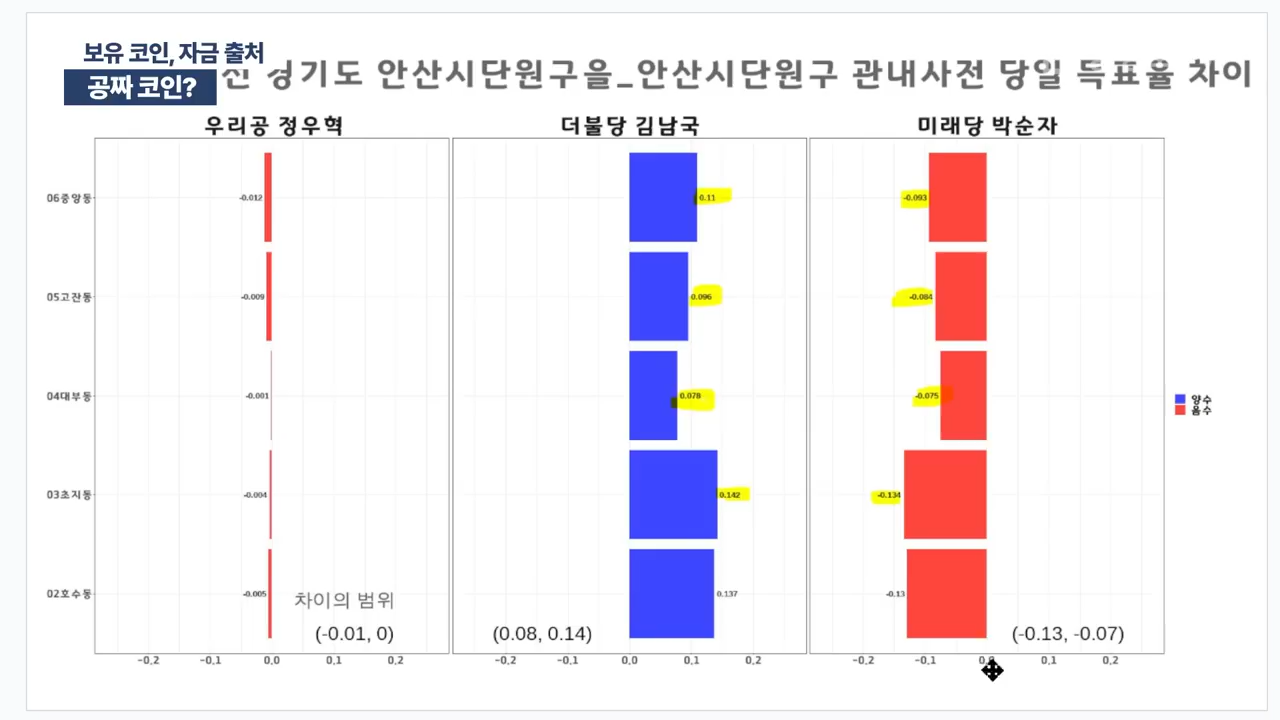 보유 코인, 자금 출처
공짜 코인?
경기도 안산시단원구을_안산시단원구 관내사전 당일 득표율 차이
우리공 정우혁
더불당 김남국
미래당 박순자
06중앙동
-0.012
0.11
-0.093
05고잔동
-0.009
0.096
-0.084
04대부동
-0.001
0.078
-0.075
양수
음수
03초지동
-0.004
0.142
-0.134
02호수동
-0.005
0.137
-0.13
차이의 범위
(-0.01, 0)
(0.08, 0.14)
(-0.13, -0.07)
-0.2 -0.1 0.0 0.1 0.2
-0.2 -0.1 0.0 0.1 0.2
-0.2 -0.1 0.0 0.1 0.2